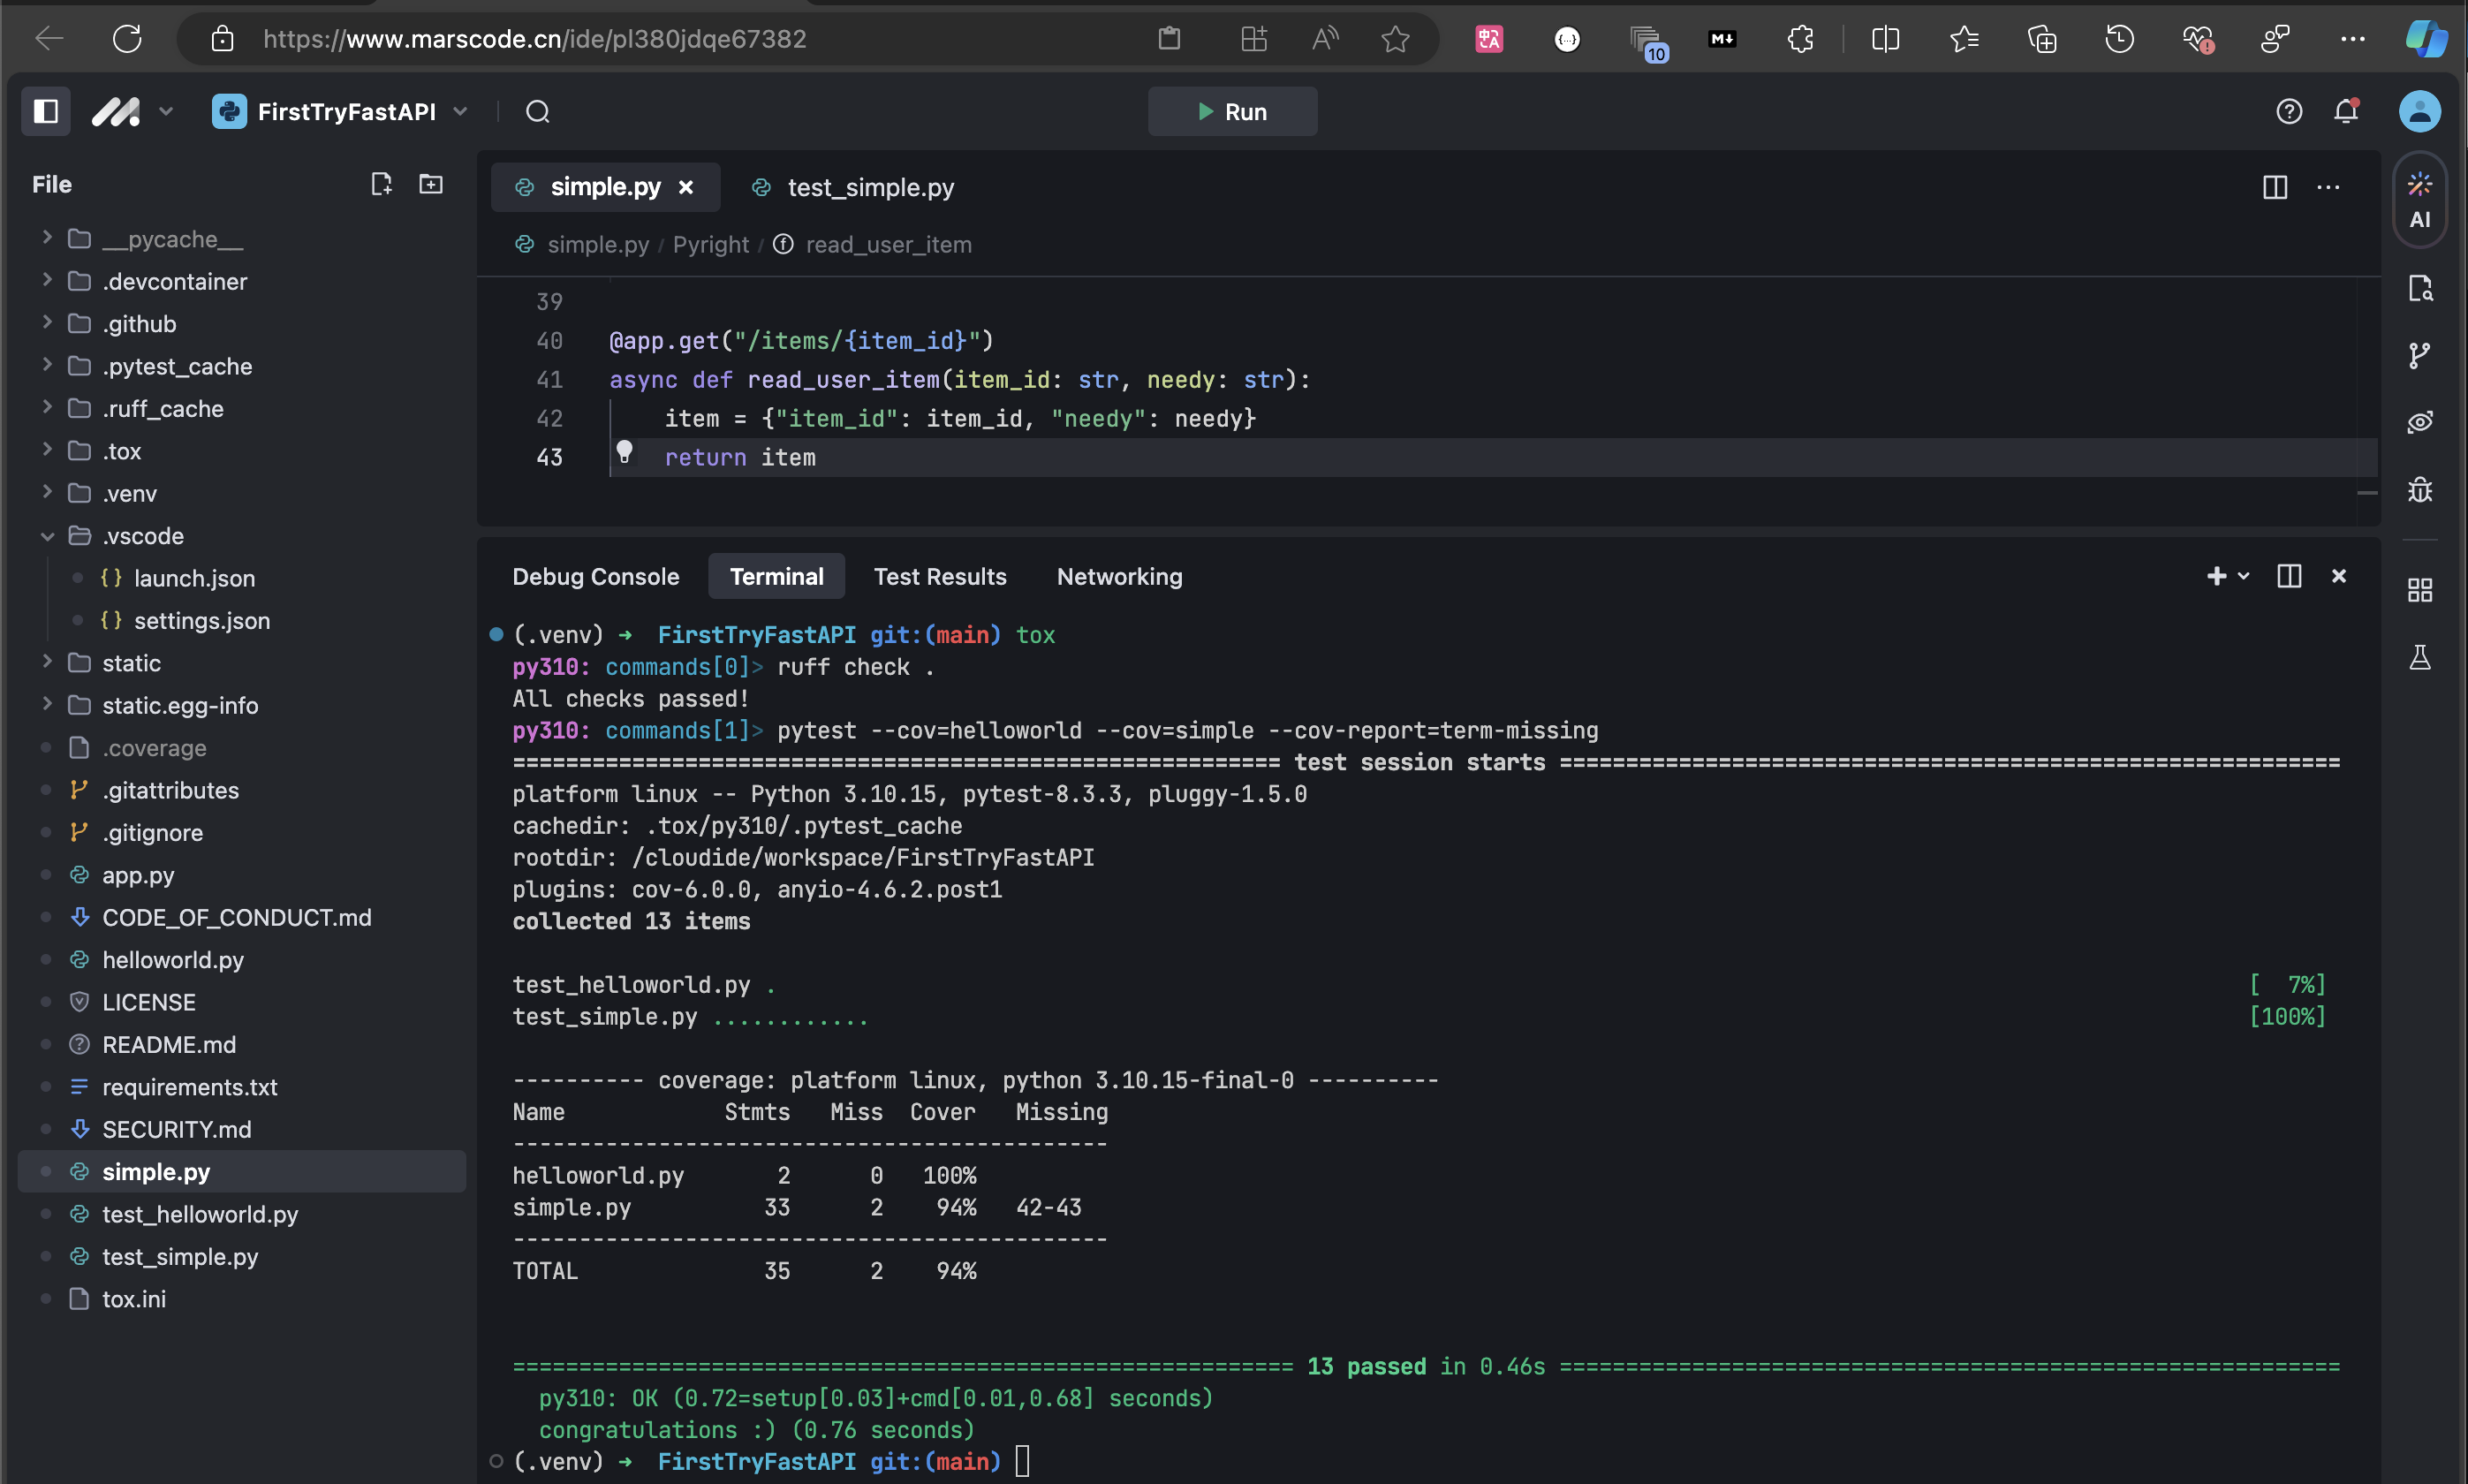 https://www.marscode.cn/ide/pl380jdqe67382
10
M↓
FirstTryFastAPI
Run
File
simple.py
test_simple.py
AI
simple.py / Pyright / read_user_item
__pycache__
.devcontainer
.github
.pytest_cache
.ruff_cache
.tox
.venv
.vscode
launch.json
settings.json
static
static.egg-info
.coverage
.gitattributes
.gitignore
app.py
CODE_OF_CONDUCT.md
helloworld.py
LICENSE
README.md
requirements.txt
SECURITY.md
simple.py
test_helloworld.py
test_simple.py
tox.ini
39
40 @app.get("/items/{item_id}")
41 async def read_user_item(item_id: str, needy: str):
42 item = {"item_id": item_id, "needy": needy}
43 return item
Debug Console Terminal Test Results Networking
(.venv) ➜ FirstTryFastAPI git:(main) tox
py310: commands[0]> ruff check .
All checks passed!
py310: commands[1]> pytest --cov=helloworld --cov=simple --cov-report=term-missing
========================================================== test session starts ===========================================================
platform linux -- Python 3.10.15, pytest-8.3.3, pluggy-1.5.0
cachedir: .tox/py310/.pytest_cache
rootdir: /cloudide/workspace/FirstTryFastAPI
plugins: cov-6.0.0, anyio-4.6.2.post1
collected 13 items
test_helloworld.py . [ 7%]
test_simple.py ............ [100%]
---------- coverage: platform linux, python 3.10.15-final-0 ----------
Name Stmts Miss Cover Missing
---------------------------------------------
helloworld.py 2 0 100%
simple.py 33 2 94% 42-43
---------------------------------------------
TOTAL 35 2 94%
=========================================================== 13 passed in 0.46s ===========================================================
py310: OK (0.72=setup[0.03]+cmd[0.01,0.68] seconds)
congratulations :) (0.76 seconds)
(.venv) ➜ FirstTryFastAPI git:(main)